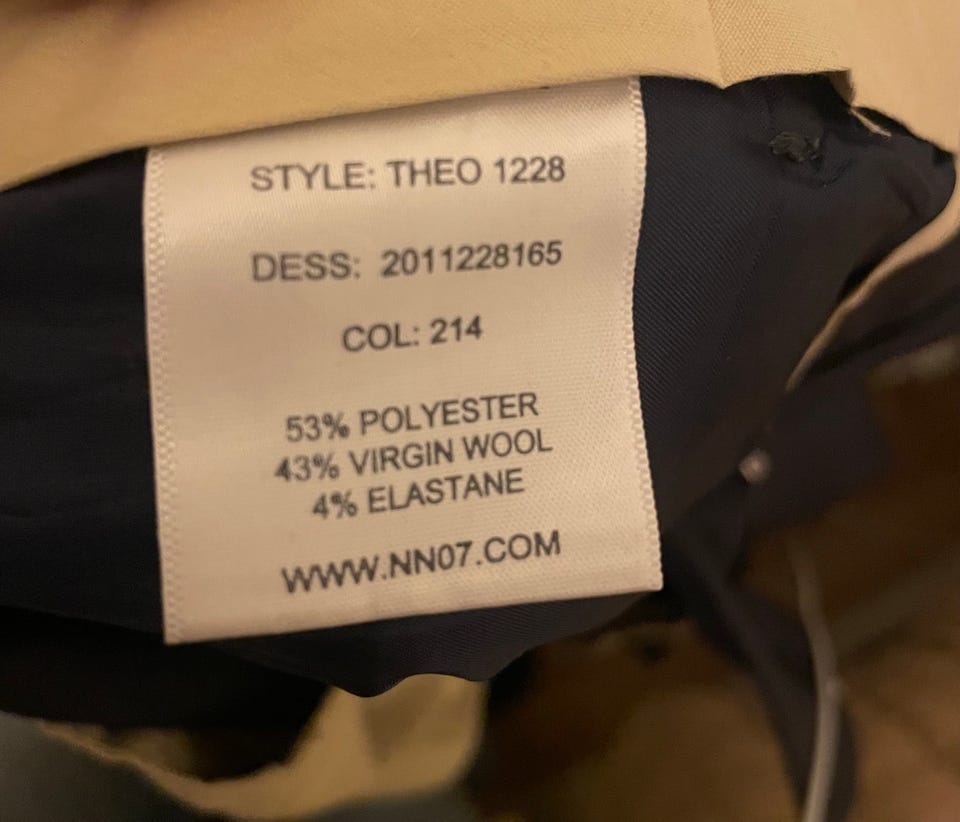 STYLE: THEO 1228
DESS: 2011228165
COL: 214
53% POLYESTER
43% VIRGIN WOOL
4% ELASTANE
WWW.NN07.COM